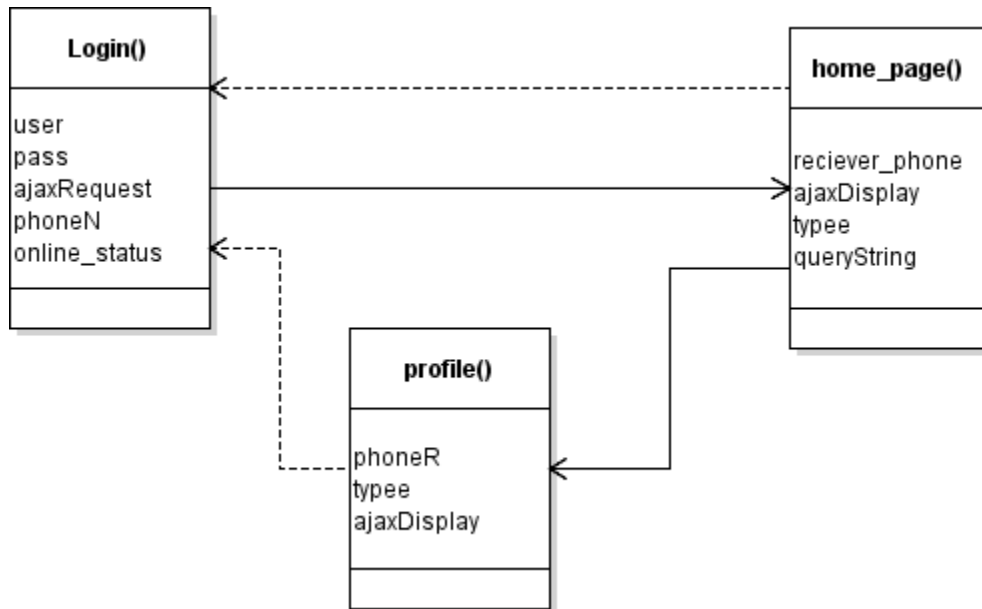 Login()
user
pass
ajaxRequest
phoneN
online_status
home_page()
reciever_phone
ajaxDisplay
typee
queryString
profile()
phoneR
typee
ajaxDisplay